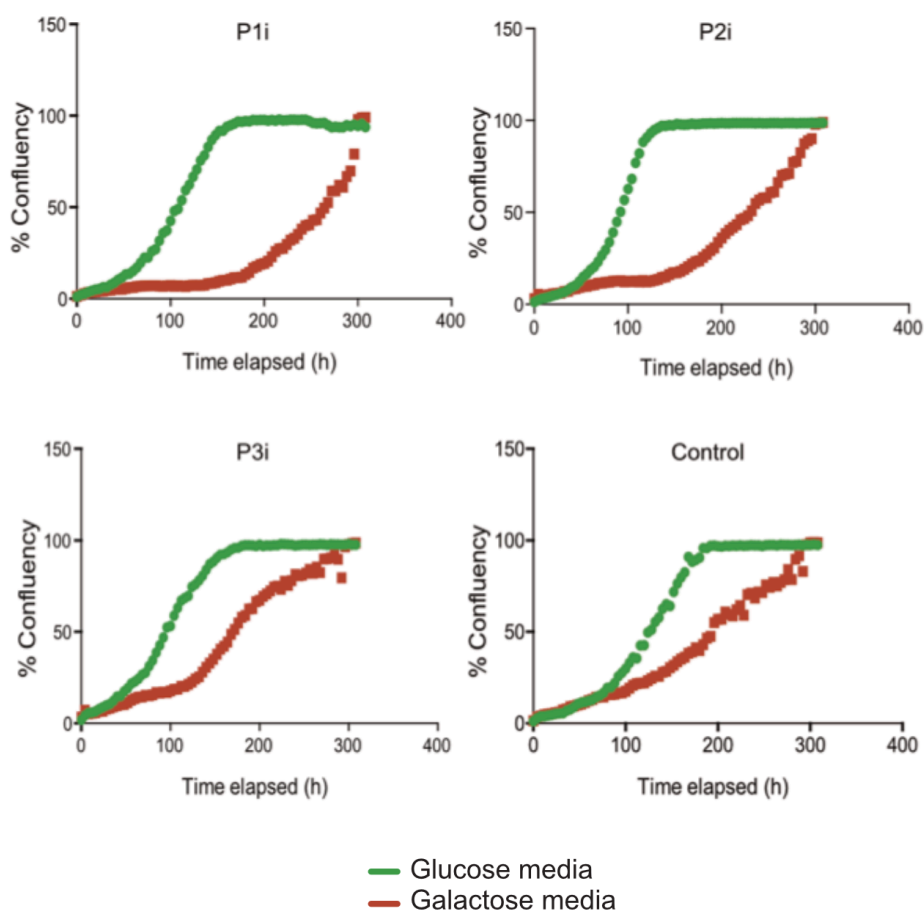 P1i
150
100
50
0
% Confluency
0 100 200 300 400
Time elapsed (h)
P2i
150
100
50
0
% Confluency
0 100 200 300 400
Time elapsed (h)
P3i
150
100
50
0
% Confluency
0 100 200 300 400
Time elapsed (h)
Control
150
100
50
0
% Confluency
0 100 200 300 400
Time elapsed (h)
Glucose media
Galactose media